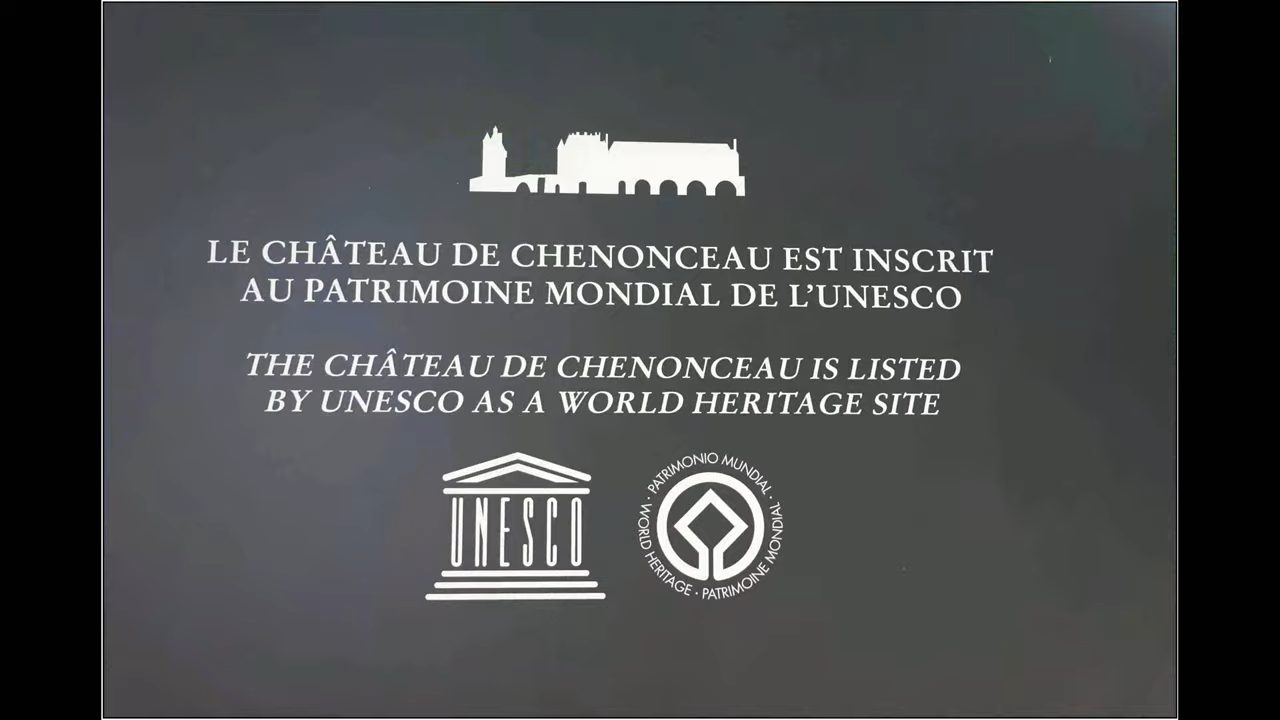 LE CHÂTEAU DE CHENONCEAU EST INSCRIT
AU PATRIMOINE MONDIAL DE L'UNESCO
THE CHÂTEAU DE CHENONCEAU IS LISTED
BY UNESCO AS A WORLD HERITAGE SITE
UNESCO
· PATRIMONIO MUNDIAL · WORLD HERITAGE · PATRIMOINE MONDIAL